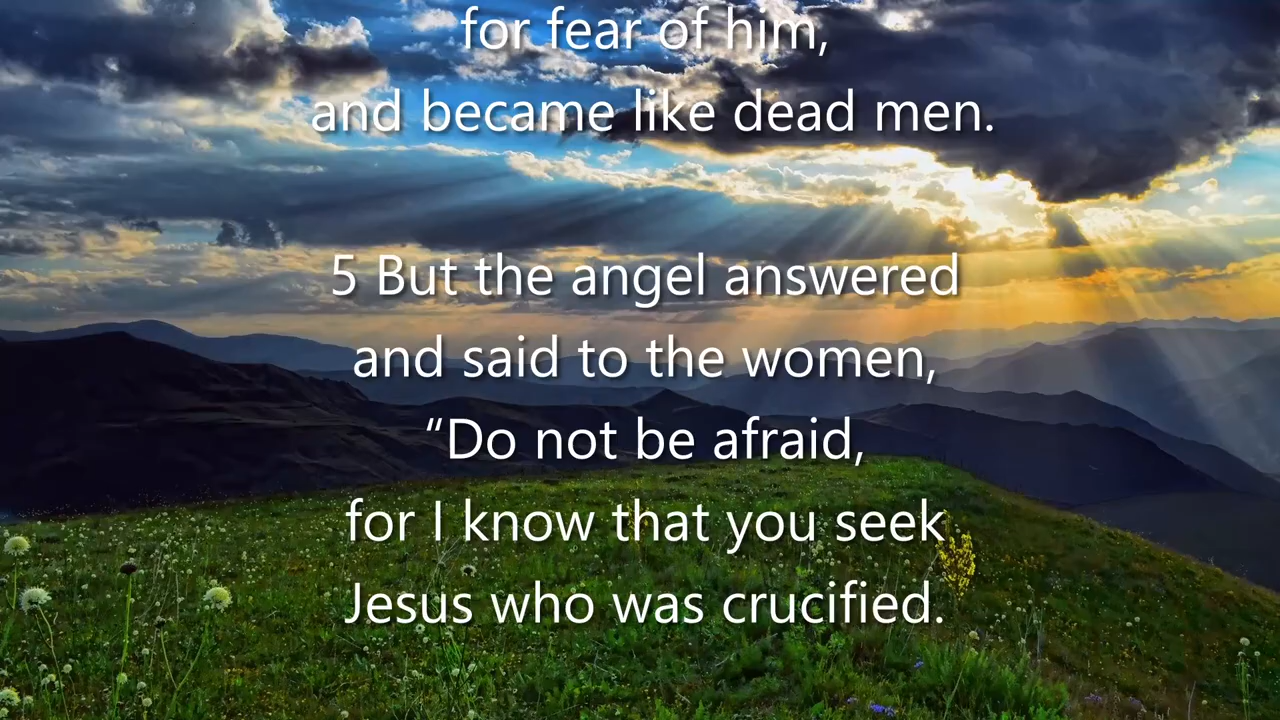 for fear of him,
and became like dead men.
5 But the angel answered
and said to the women,
“Do not be afraid,
for I know that you seek
Jesus who was crucified.